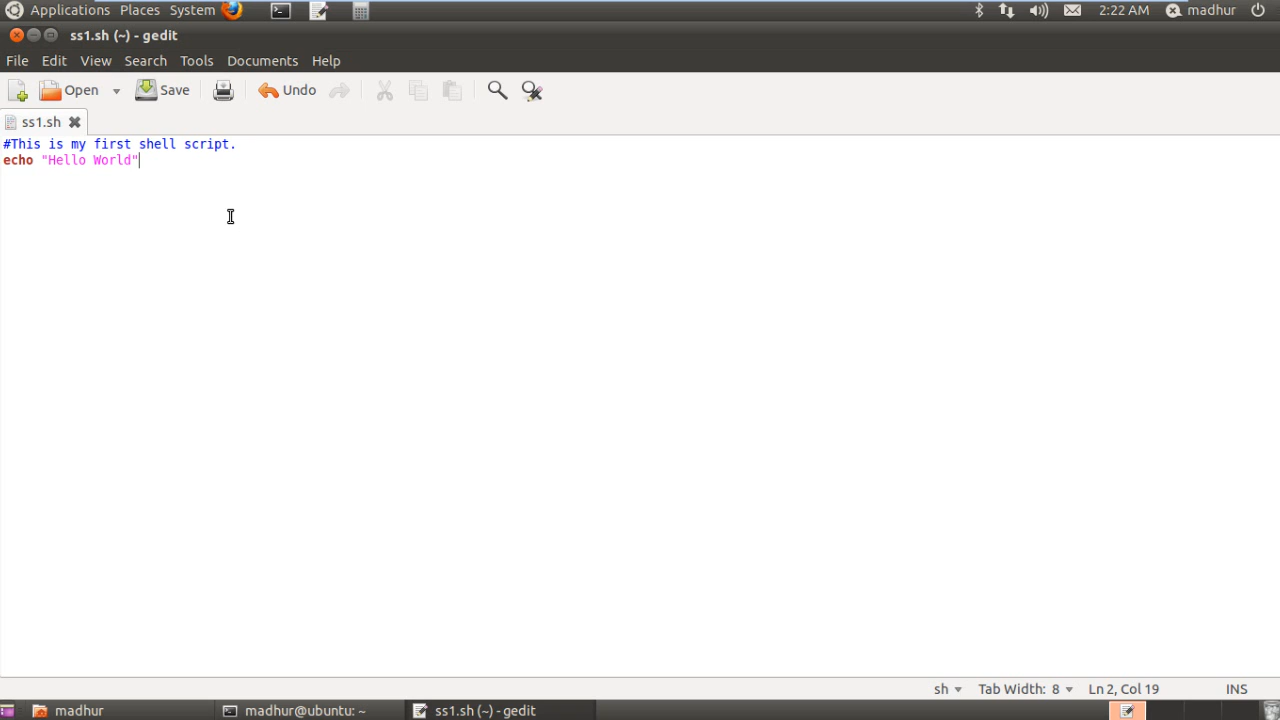 Applications Places System 2:22 AM madhur
ss1.sh (~) - gedit
File Edit View Search Tools Documents Help
Open Save Undo
ss1.sh
#This is my first shell script.
echo "Hello World"
sh Tab Width: 8 Ln 2, Col 19 INS
madhur madhur@ubuntu: ~ ss1.sh (~) - gedit